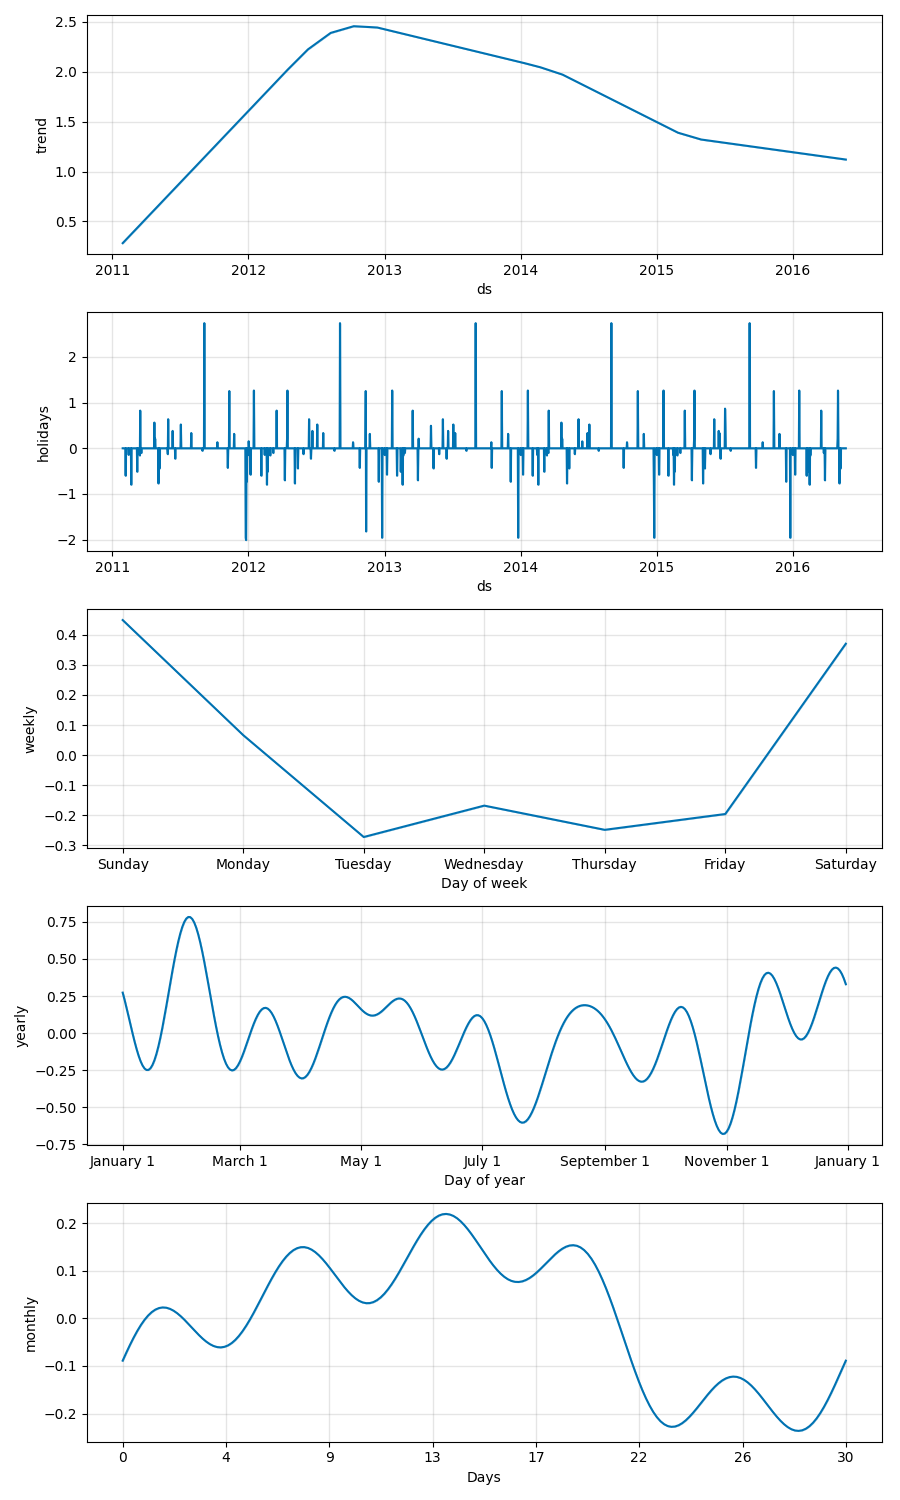 2.5
2.0
1.5
1.0
0.5
trend
2011 2012 2013 2014 2015 2016
ds
2
1
0
−1
−2
holidays
2011 2012 2013 2014 2015 2016
ds
0.4
0.3
0.2
0.1
0.0
−0.1
−0.2
−0.3
weekly
Sunday Monday Tuesday Wednesday Thursday Friday Saturday
Day of week
0.75
0.50
0.25
0.00
−0.25
−0.50
−0.75
yearly
January 1 March 1 May 1 July 1 September 1 November 1 January 1
Day of year
0.2
0.1
0.0
−0.1
−0.2
monthly
0 4 9 13 17 22 26 30
Days